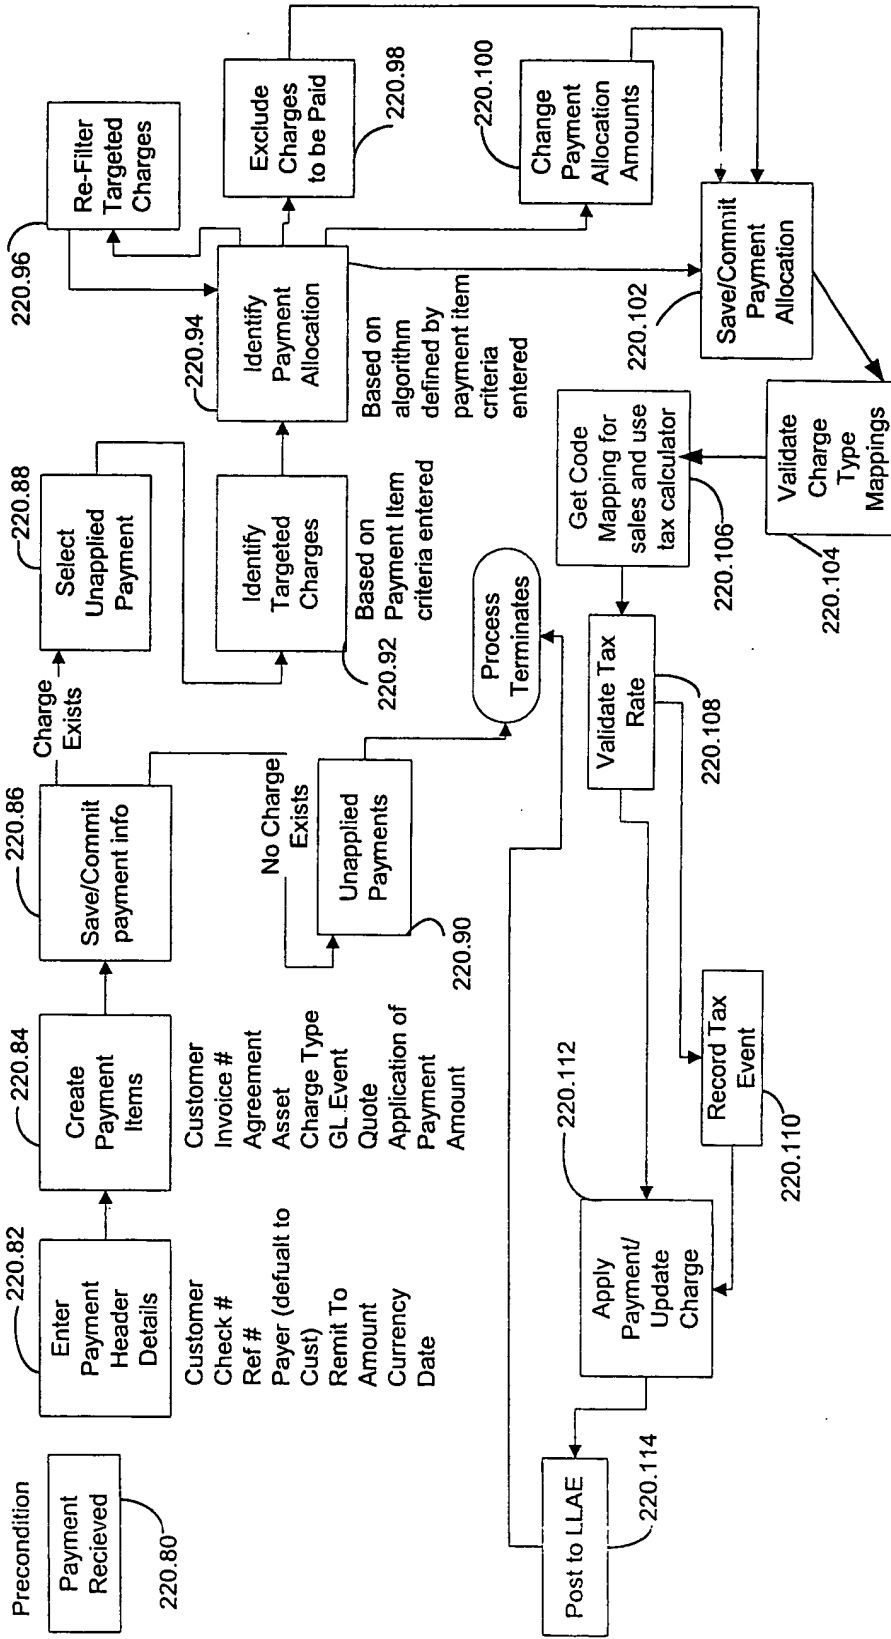 Precondition
Payment
Recieved
220.80
220.82
Enter
Payment
Header
Details
Customer
Check #
Ref #
Payer (defualt to
Cust)
Remit To
Amount
Currency
Date
220.84
Create
Payment
Items
Customer
Invoice #
Agreement
Asset
Charge Type
GL Event
Quote
Application of
Payment
Amount
220.86
Save/Commit
payment info
Charge
Exists
No Charge
Exists
220.88
Select
Unapplied
Payment
Unapplied
Payments
220.90
Identify
Targeted
Charges
220.92
Based on
Payment Item
criteria entered
Process
Terminates
220.94
Identify
Payment
Allocation
Based on
algorithm
defined by
payment item
criteria
entered
220.96
Re-Filter
Targeted
Charges
Exclude
Charges
to be Paid
220.98
220.100
Change
Payment
Allocation
Amounts
220.102
Save/Commit
Payment
Allocation
Validate
Charge
Type
Mappings
220.104
Get Code
Mapping for
sales and use
tax calculator
220.106
Validate Tax
Rate
220.108
Record Tax
Event
220.110
220.112
Apply
Payment/
Update
Charge
Post to LLAE
220.114